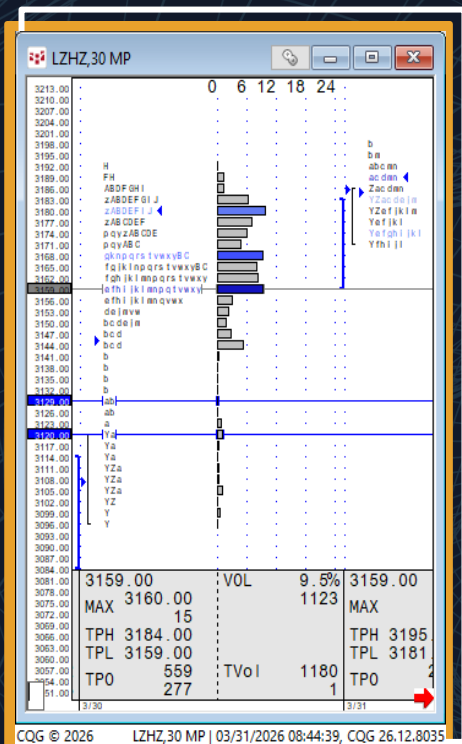 LZHZ,30 MP
0 6 12 18 24
3213.00
3210.00
3207.00
3204.00
3201.00
3198.00 b
3195.00 bm
3192.00 H abcmn
3189.00 FH acdmn
3186.00 ABDFGHI Zacdmn
3183.00 zABDEFGIJ YZacdejm
3180.00 zABDEFIJ YZefjklm
3177.00 zABCDEF Yefjkl
3174.00 pqyzABCDE Yefghijkl
3171.00 pqyABC Yfhijl
3168.00 gknpqrstvwxyBC
3165.00 fgjklnpqrstvwxyBC
3162.00 fghjklmnpqrstvwxy
3159.00 efhijklmnpqtvwxy
3156.00 efhijklmnqvwx
3153.00 dejmvw
3150.00 bcdejm
3147.00 bcd
3144.00 bcd
3141.00 b
3138.00 b
3135.00 b
3132.00 b
3129.00 ab
3126.00 ab
3123.00 a
3120.00 Ya
3117.00 Ya
3114.00 Ya
3111.00 YZa
3108.00 YZa
3105.00 YZa
3102.00 YZ
3099.00 Y
3096.00 Y
3093.00
3090.00
3087.00
3084.00
3081.00
3078.00
3075.00
3072.00
3069.00
3066.00
3063.00
3060.00
3057.00
51.00
3159.00 VOL 9.5% 3159.00
MAX 3160.00 1123 MAX
15
TPH 3184.00 TPH 3195.
TPL 3159.00 TPL 3181.
TPO 559 TVol 1180 TPO
277 1
3/30 3/31
CQG © 2026 LZHZ,30 MP | 03/31/2026 08:44:39, CQG 26.12.8035